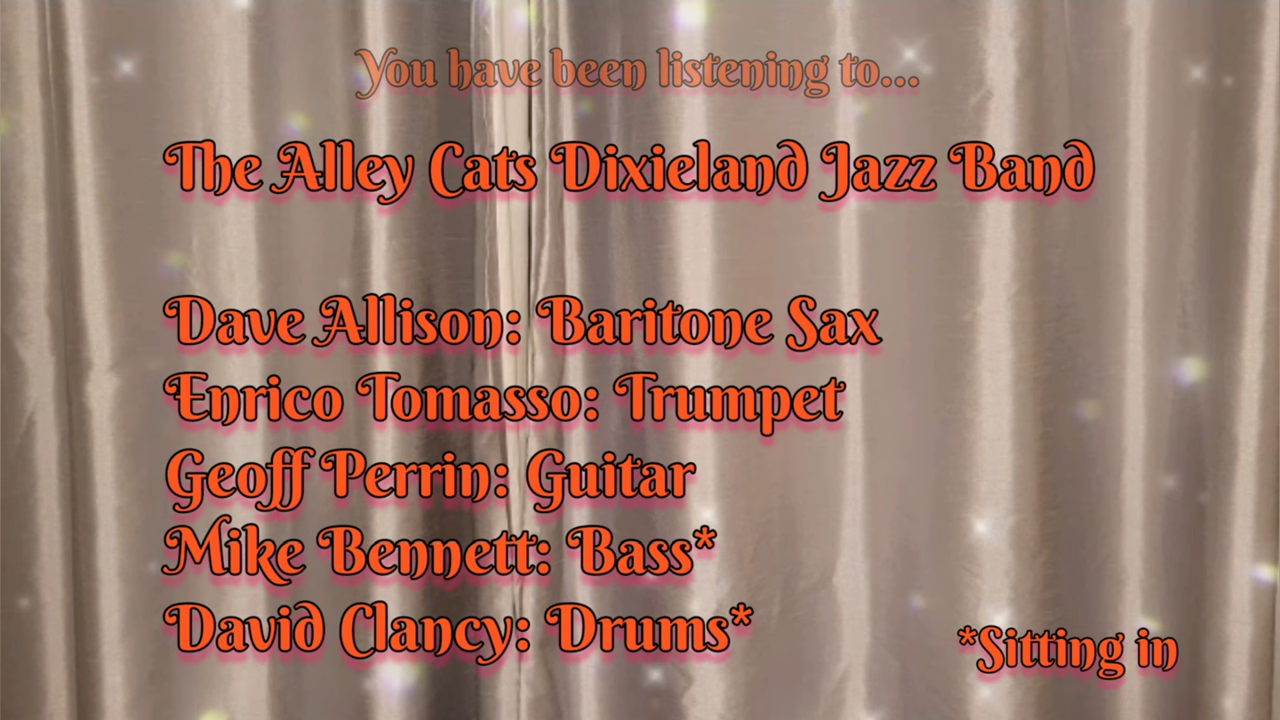 You have been listening to...
The Alley Cats Dixieland Jazz Band
Dave Allison: Baritone Sax
Enrico Tomasso: Trumpet
Geoff Perrin: Guitar
Mike Bennett: Bass*
David Clancy: Drums*
*Sitting in